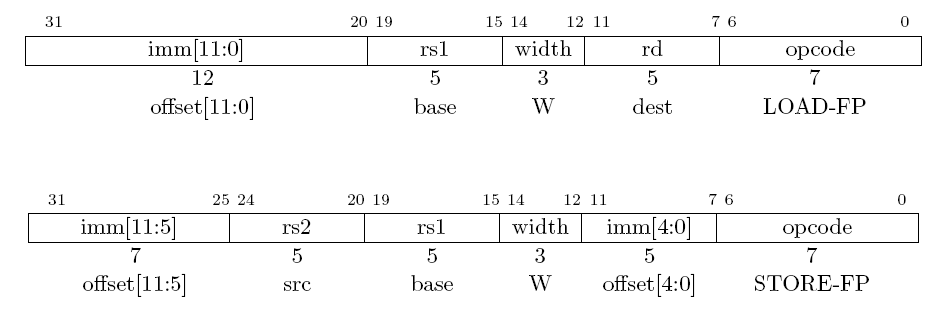 31 20 19 15 14 12 11 7 6 0
imm[11:0] rs1 width rd opcode
12 5 3 5 7
offset[11:0] base W dest LOAD-FP
31 25 24 20 19 15 14 12 11 7 6 0
imm[11:5] rs2 rs1 width imm[4:0] opcode
7 5 5 3 5 7
offset[11:5] src base W offset[4:0] STORE-FP